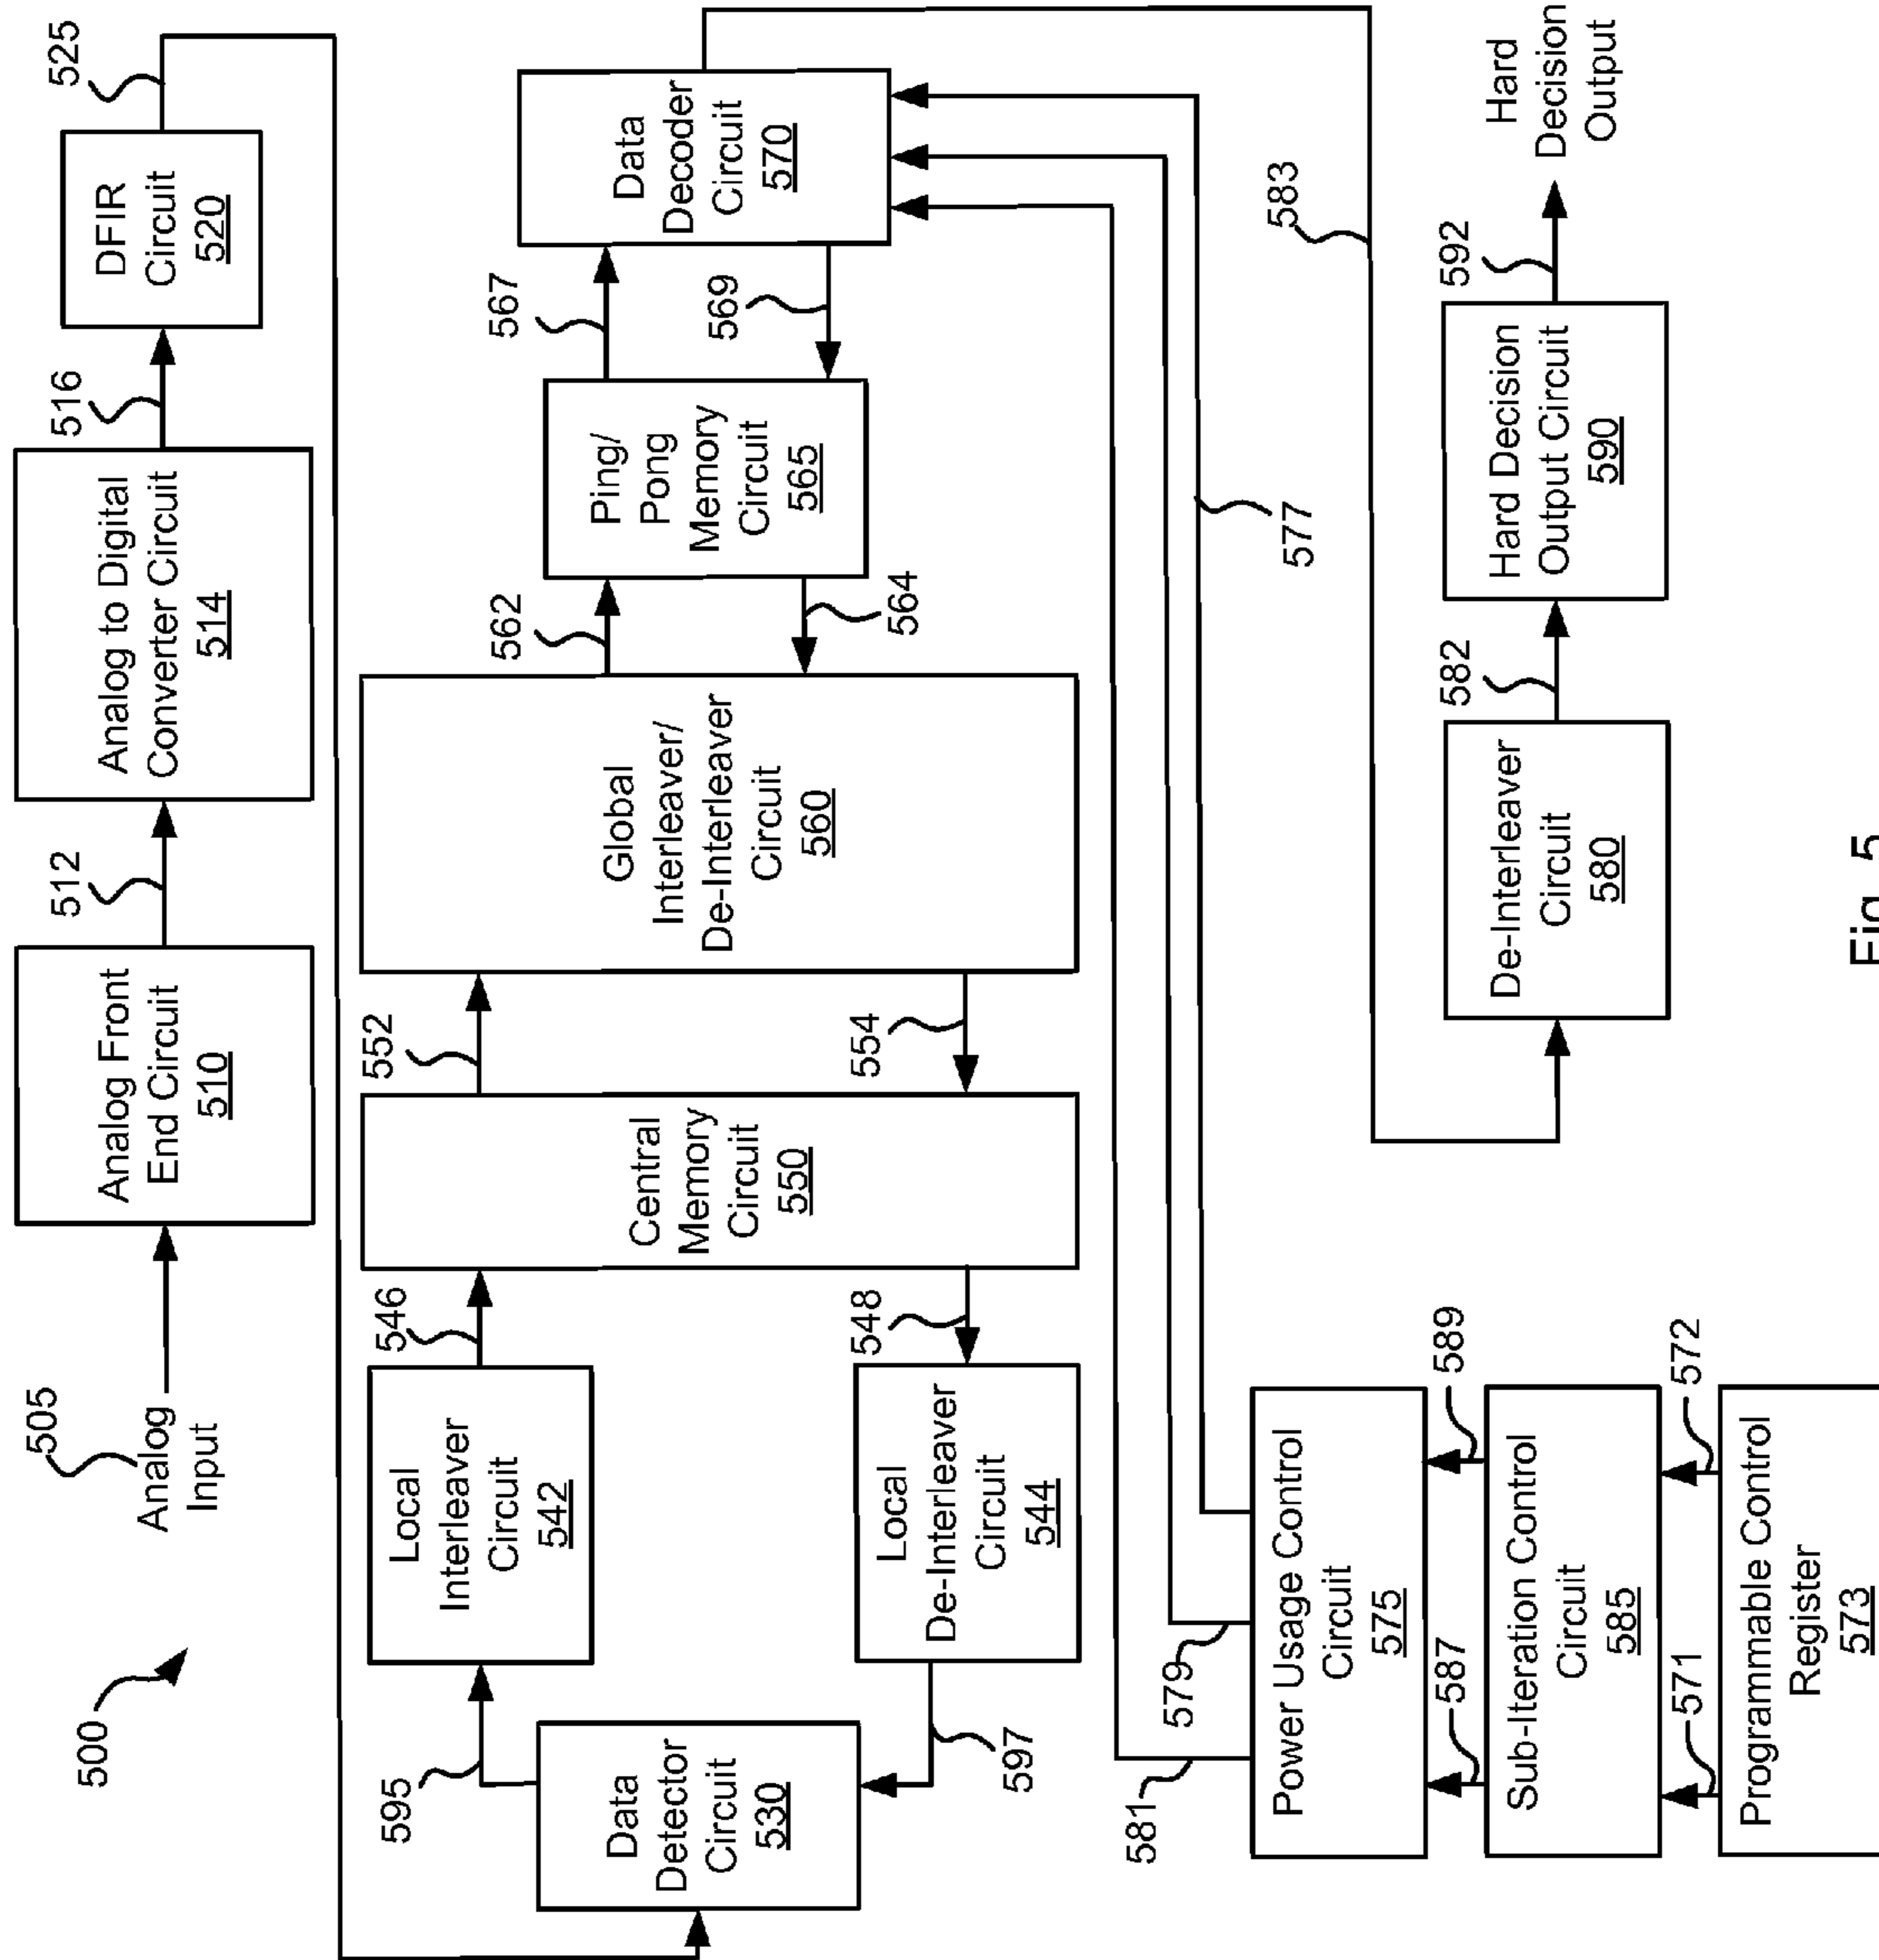 500
505
Analog
Input
Analog Front
End Circuit
510
512
Analog to Digital
Converter Circuit
514
516
DFIR
Circuit
520
525
595
Data
Detector
Circuit
530
597
Local
Interleaver
Circuit
542
546
Local
De-Interleaver
Circuit
544
548
Central
Memory
Circuit
550
552
554
Global
Interleaver/
De-Interleaver
Circuit
560
562
564
Ping/
Pong
Memory
Circuit
565
567
569
Data
Decoder
Circuit
570
581
579
577
583
Power Usage Control
Circuit
575
587
589
Sub-Iteration Control
Circuit
585
571
572
Programmable Control
Register
573
De-Interleaver
Circuit
580
582
Hard Decision
Output Circuit
590
592
Hard
Decision
Output
Fig. 5